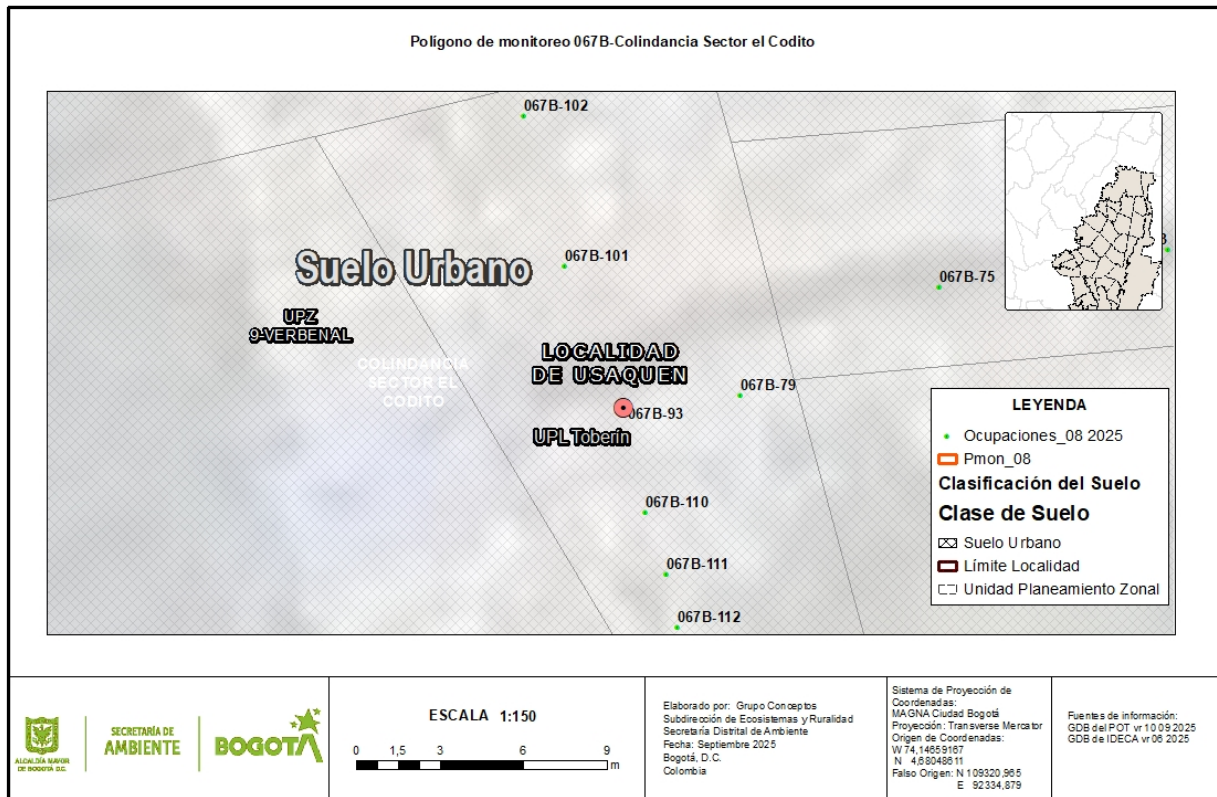 Polígono de monitoreo 067B-Colindancia Sector el Codito
067B-102
067B-101
Suelo Urbano
067B-75
UPZ
9-VERBENAL
COLINDANCIA
SECTOR EL
CODITO
LOCALIDAD
DE USAQUEN
067B-79
067B-93
UPL Toberín
067B-110
067B-111
067B-112
LEYENDA
Ocupaciones_08 2025
Pmon_08
Clasificación del Suelo
Clase de Suelo
Suelo Urbano
Límite Localidad
Unidad Planeamiento Zonal
ALCALDÍA MAYOR
DE BOGOTÁ D.C.
SECRETARÍA DE
AMBIENTE
BOGOTÁ
ESCALA 1:150
0 1,5 3 6 9
m
Elaborado por: Grupo Conceptos
Subdirección de Ecosistemas y Ruralidad
Secretaría Distrital de Ambiente
Fecha: Septiembre 2025
Bogotá, D.C.
Colombia
Sistema de Proyección de
Coordenadas:
MAGNA Ciudad Bogotá
Proyección: Transverse Mercator
Origen de Coordenadas:
W 74,14659167
N 4,68048611
Falso Origen: N 109320,965
E 92334,879
Fuentes de información:
GDB del POT vr 10 09 2025
GDB de IDECA vr 06 2025